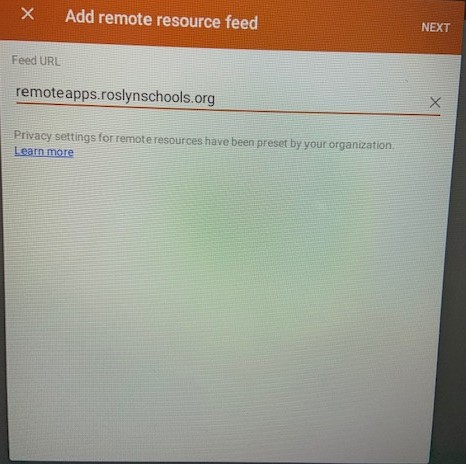 Add remote resource feed
NEXT
Feed URL
remoteapps.roslynschools.org
Privacy settings for remote resources have been preset by your organization.
Learn more